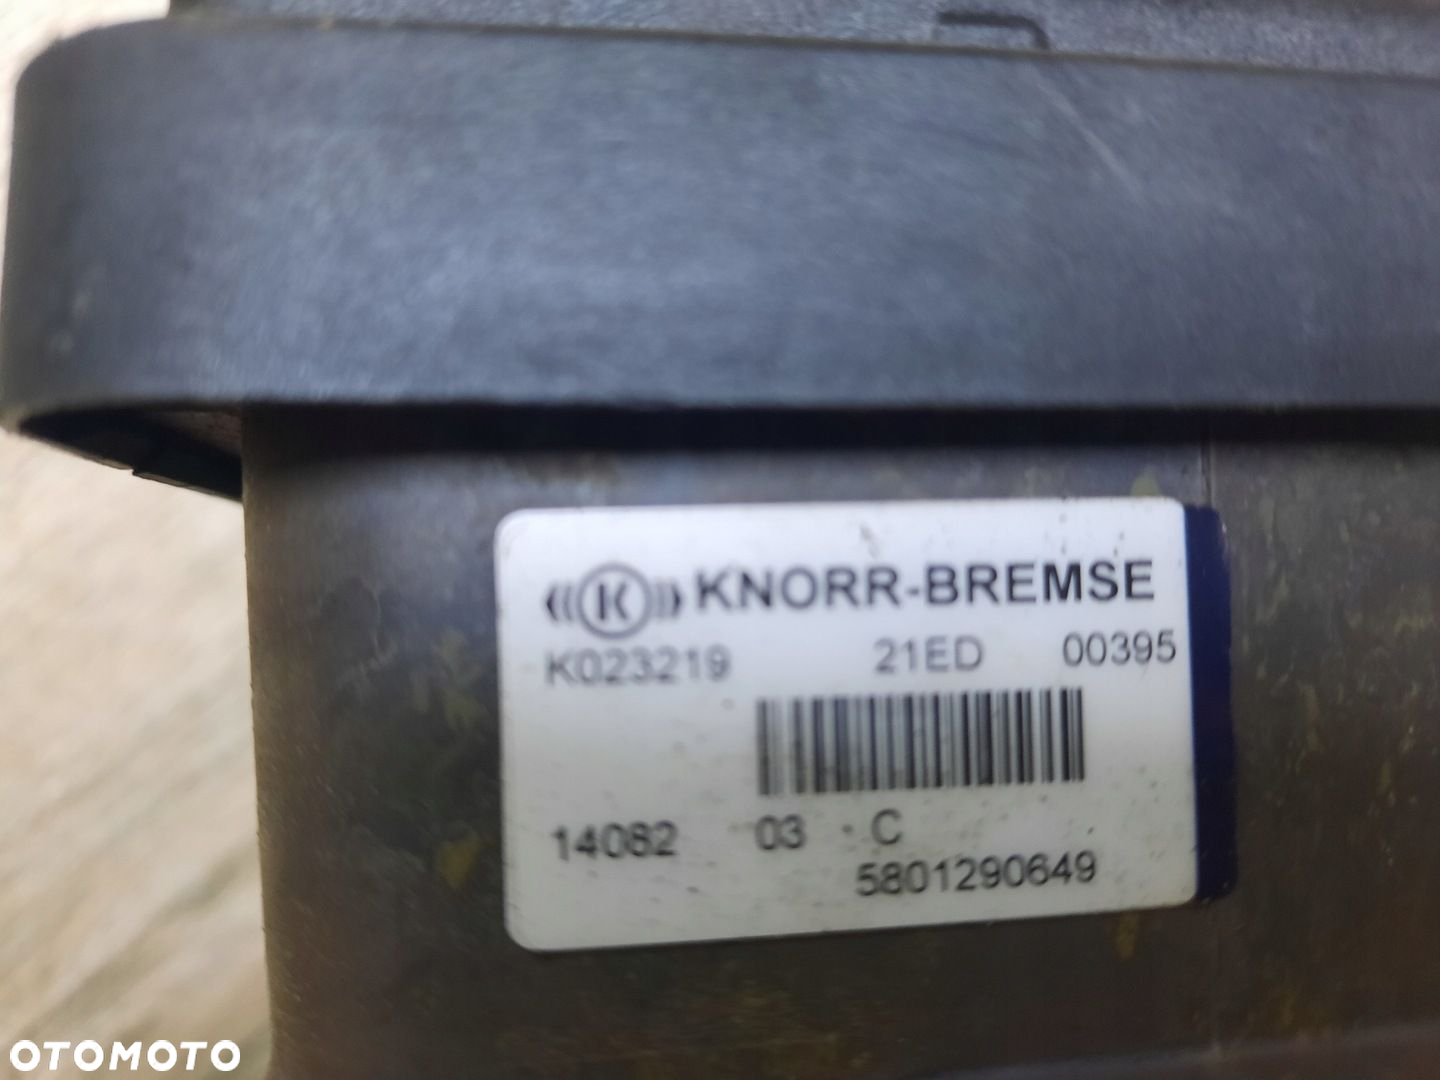 K KNORR-BREMSE
K023219 21ED 00395
14082 03 C
5801290649
OTOMOTO